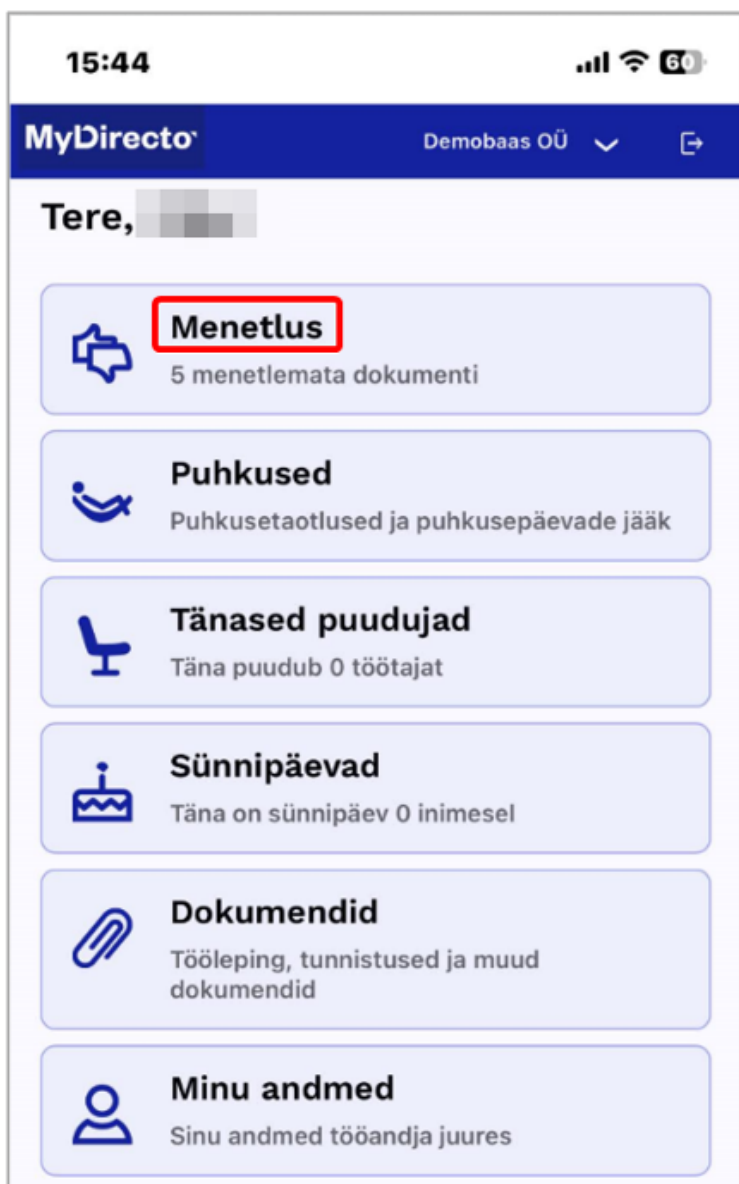 15:44
60
MyDirecto
Demobaas OÜ
Tere,
Menetlus
5 menetlemata dokumenti
Puhkused
Puhkusetaotlused ja puhkusepäevade jääk
Tänased puudujad
Täna puudub 0 töötajat
Sünnipäevad
Täna on sünnipäev 0 inimesel
Dokumendid
Tööleping, tunnistused ja muud
dokumendid
Minu andmed
Sinu andmed tööandja juures